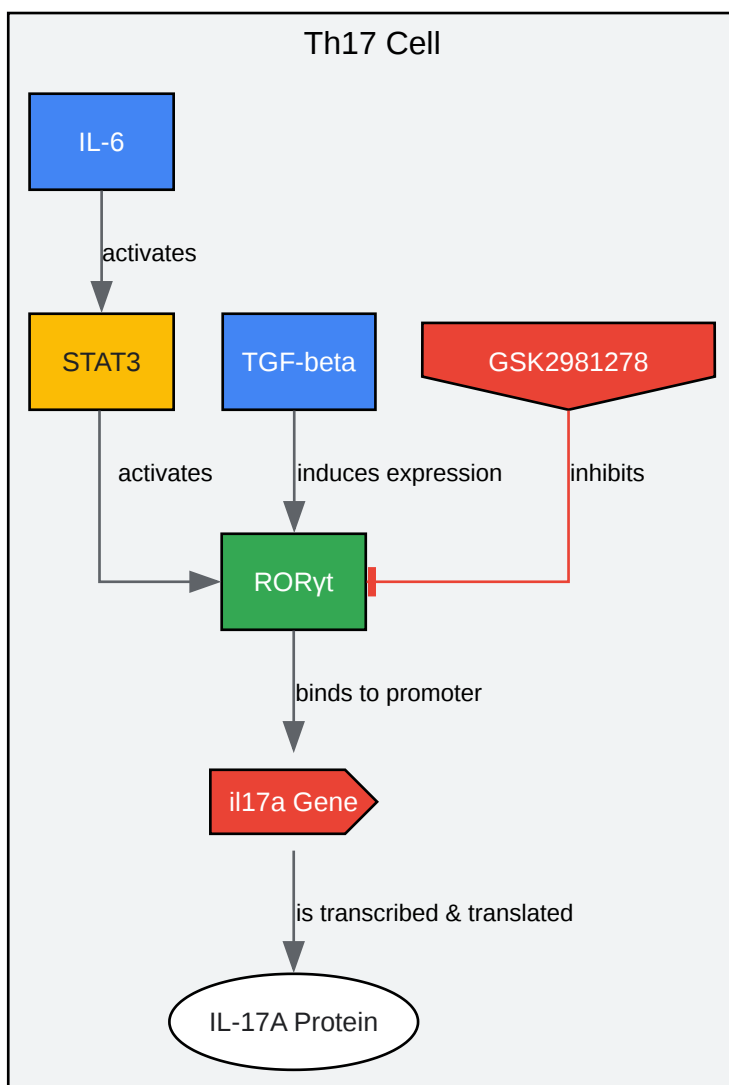 Th17 Cell
IL-6
activates
STAT3
TGF-beta
GSK2981278
activates
induces expression
inhibits
RORγt
binds to promoter
il17a Gene
is transcribed & translated
IL-17A Protein